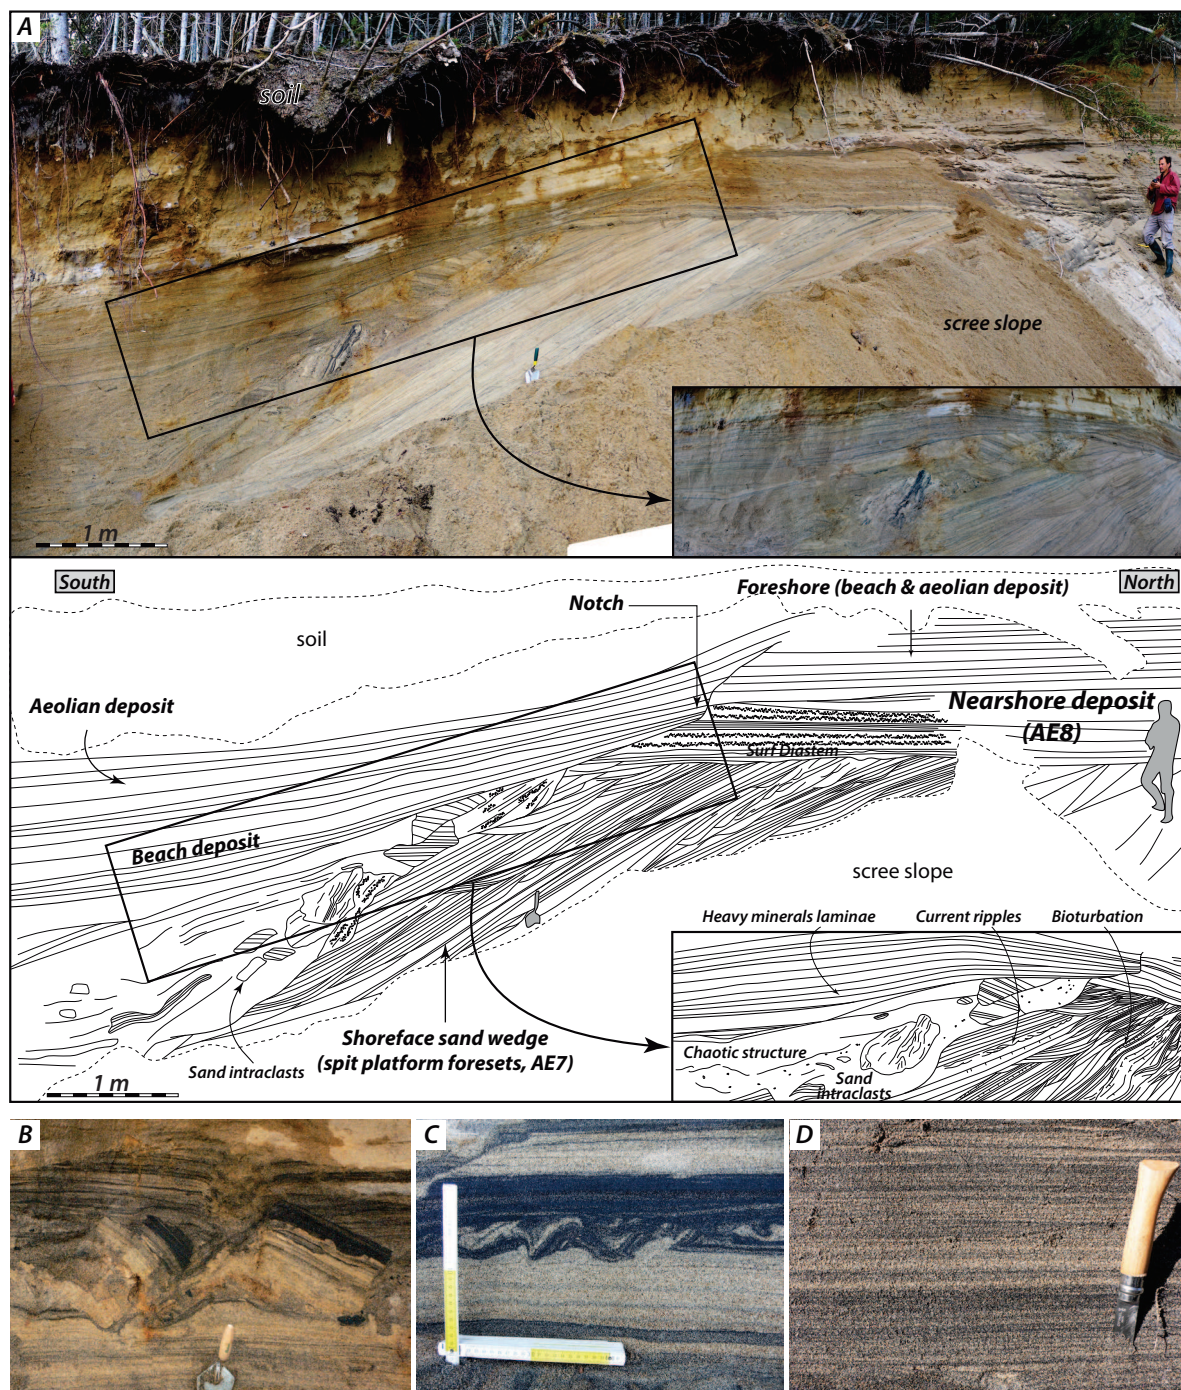 A
soil
scree slope
1 m
South
North
Foreshore (beach & aeolian deposit)
Notch
soil
Aeolian deposit
Nearshore deposit
(AE8)
Surf Diastem
Beach deposit
scree slope
Heavy minerals laminae
Current ripples
Bioturbation
Shoreface sand wedge
(spit platform foresets, AE7)
Sand intraclasts
Chaotic structure
Sand
intraclasts
1 m
B
C
D